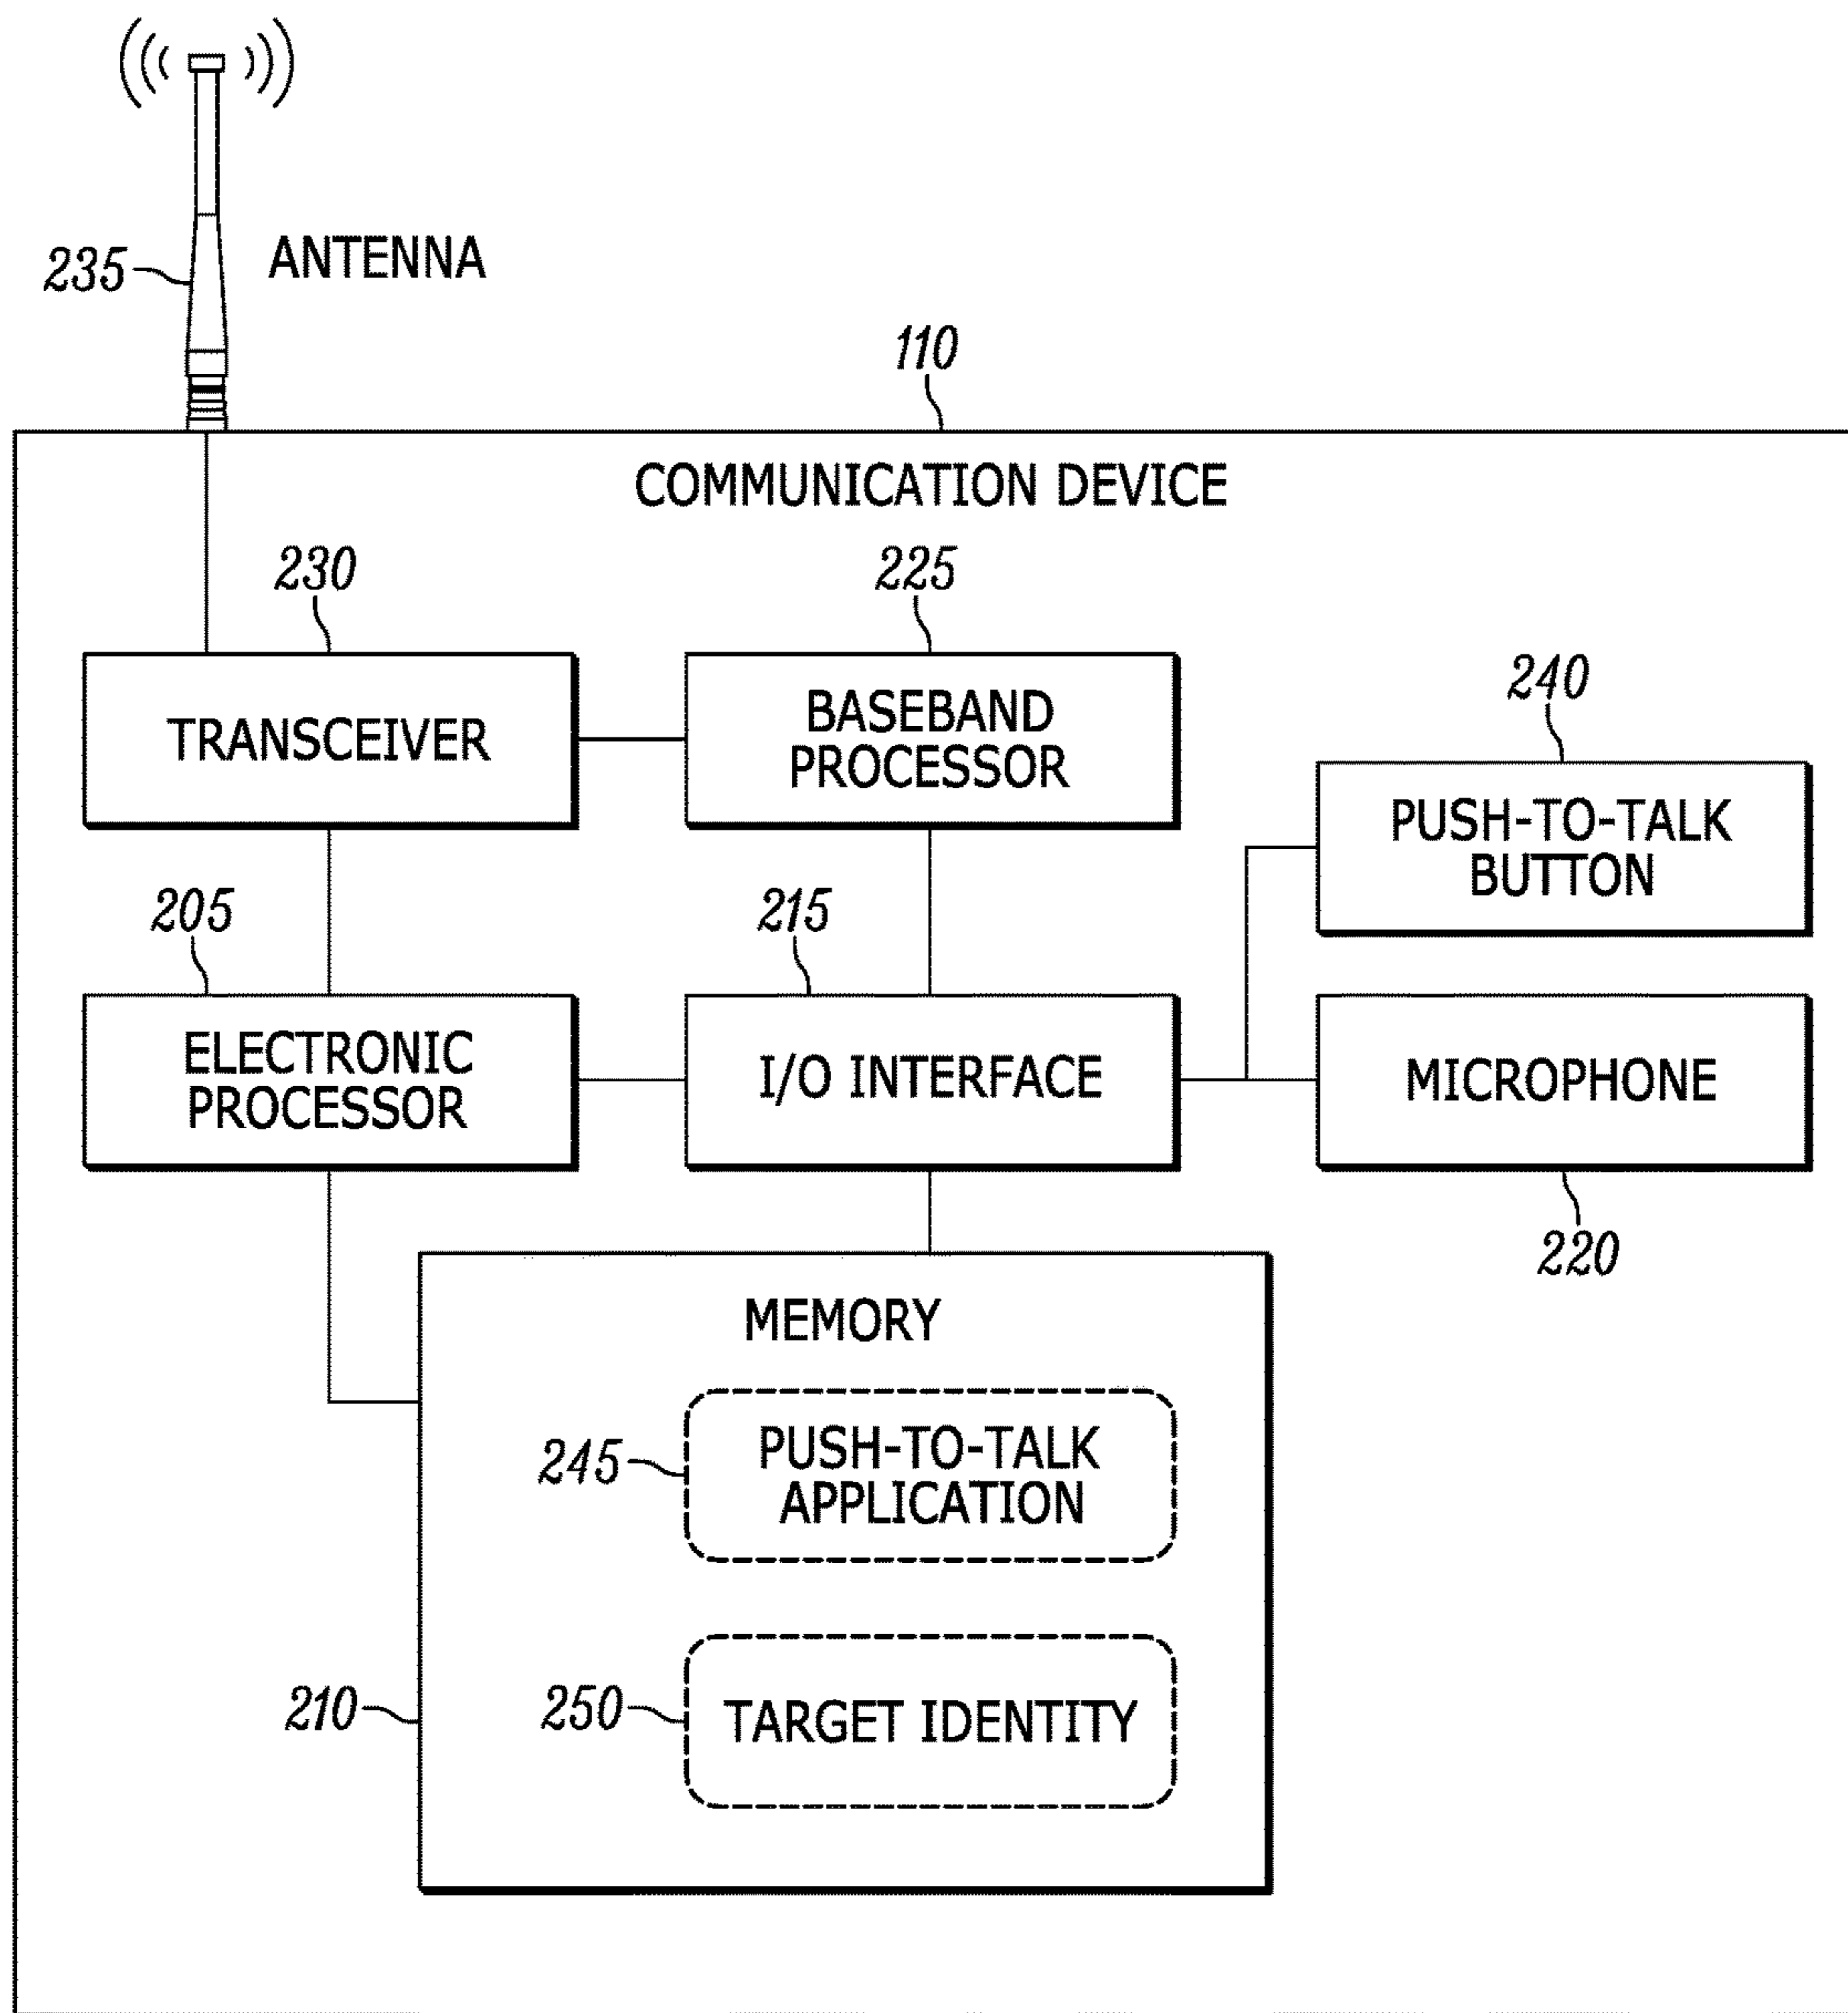 235
ANTENNA
110
COMMUNICATION DEVICE
230
225
TRANSCEIVER
BASEBAND
PROCESSOR
240
PUSH-TO-TALK
BUTTON
205
215
ELECTRONIC
PROCESSOR
I/O INTERFACE
MICROPHONE
220
MEMORY
245
PUSH-TO-TALK
APPLICATION
210
250
TARGET IDENTITY